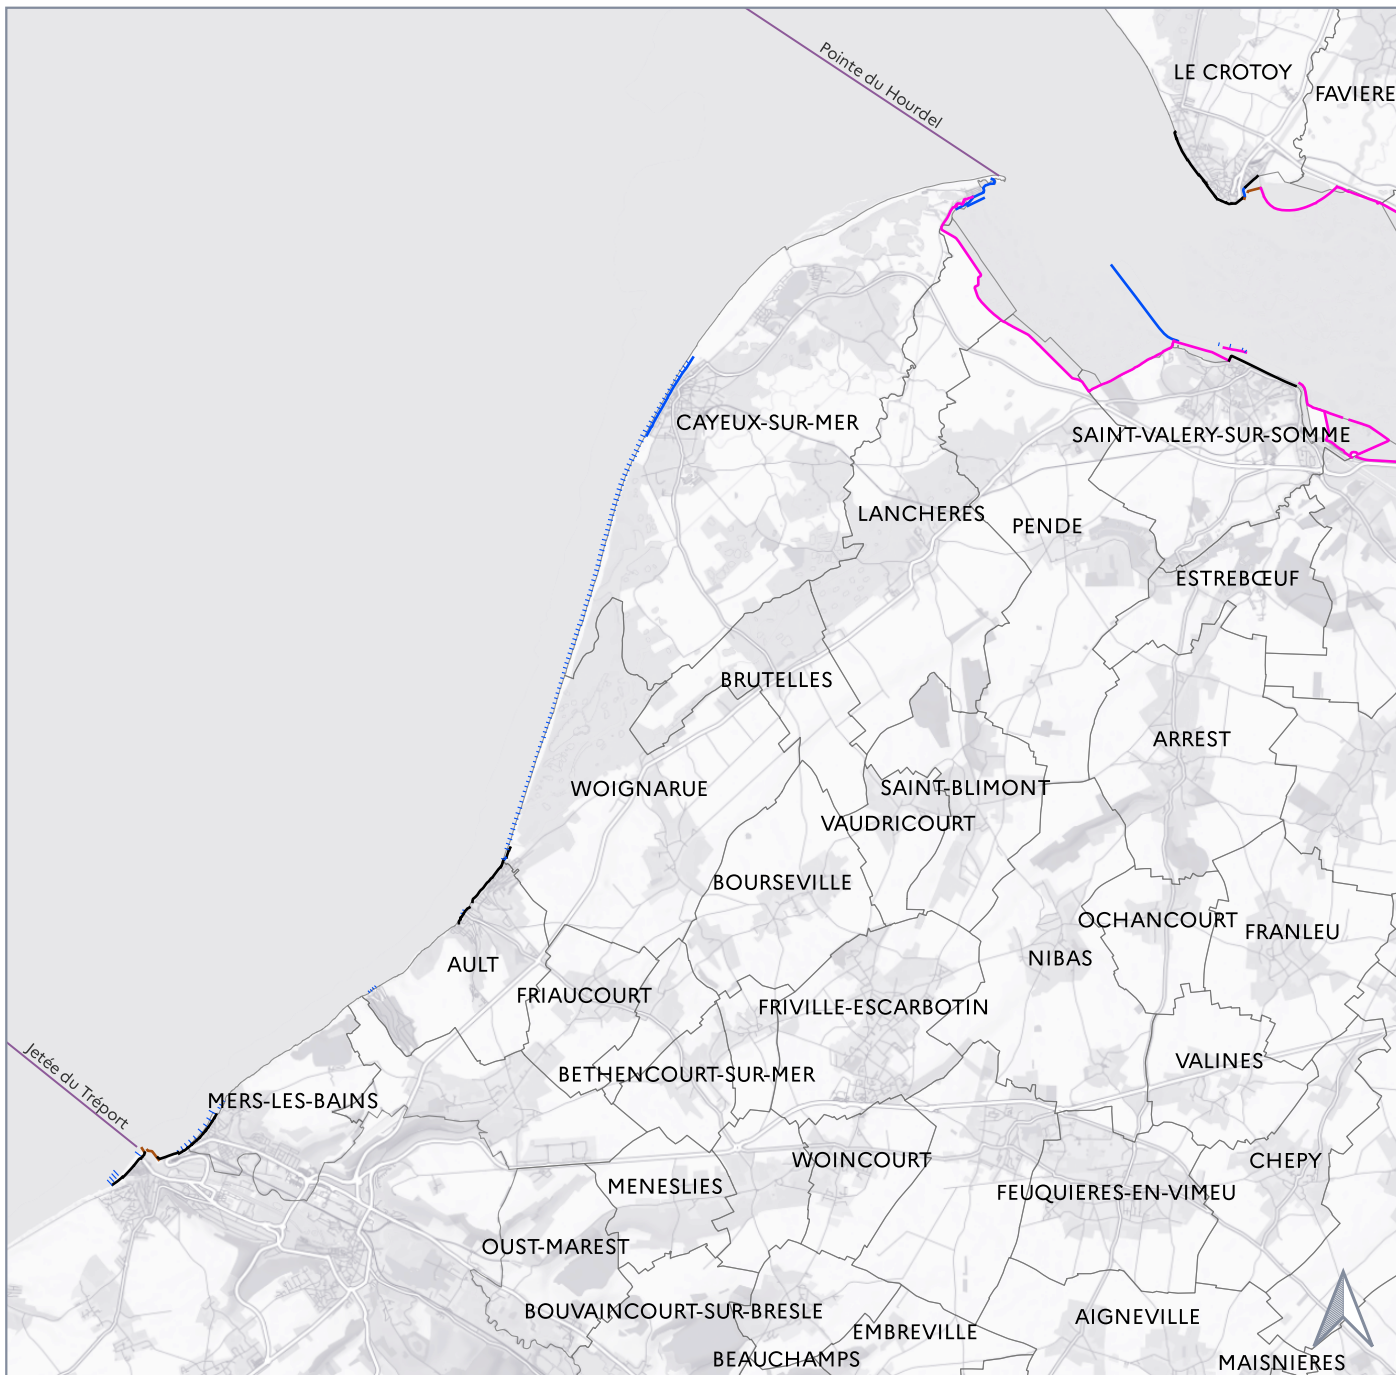 Pointe du Hourdel
LE CROTOY
FAVIERE
CAYEUX-SUR-MER
SAINT-VALERY-SUR-SOMME
LANCHERES
PENDE
ESTREBŒUF
BRUTELLES
ARREST
WOIGNARUE
SAINT-BLIMONT
VAUDRICOURT
BOURSEVILLE
OCHANCOURT
FRANLEU
NIBAS
AULT
FRIAUCOURT
FRIVILLE-ESCARBOTIN
VALINES
BETHENCOURT-SUR-MER
Jetée du Tréport
MERS-LES-BAINS
WOINCOURT
CHEPY
MENESLIES
FEUQUIERES-EN-VIMEU
OUST-MAREST
BOUVAINCOURT-SUR-BRESLE
AIGNEVILLE
EMBREVILLE
BEAUCHAMPS
MAISNIERES